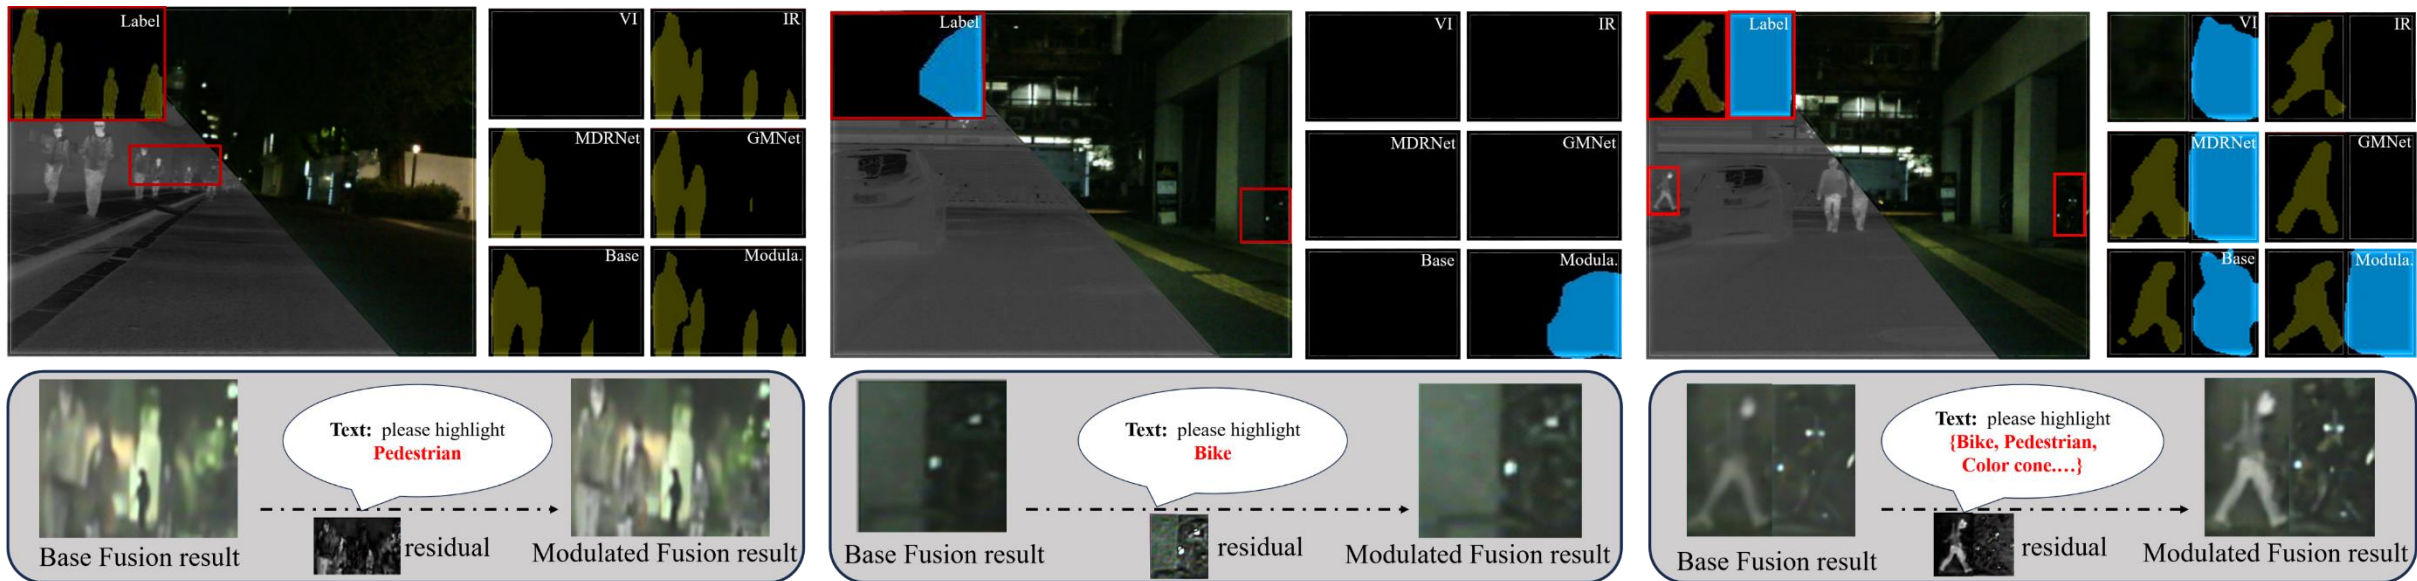 Label
VI
IR
MDRNet
GMNet
Base
Modula.
Text: please highlight
Pedestrian
Base Fusion result
residual
Modulated Fusion result
Label
VI
IR
MDRNet
GMNet
Base
Modula.
Text: please highlight
Bike
Base Fusion result
residual
Modulated Fusion result
Label
VI
IR
MDRNet
GMNet
Base
Modula.
Text: please highlight
{Bike, Pedestrian,
Color cone.…}
Base Fusion result
residual
Modulated Fusion result